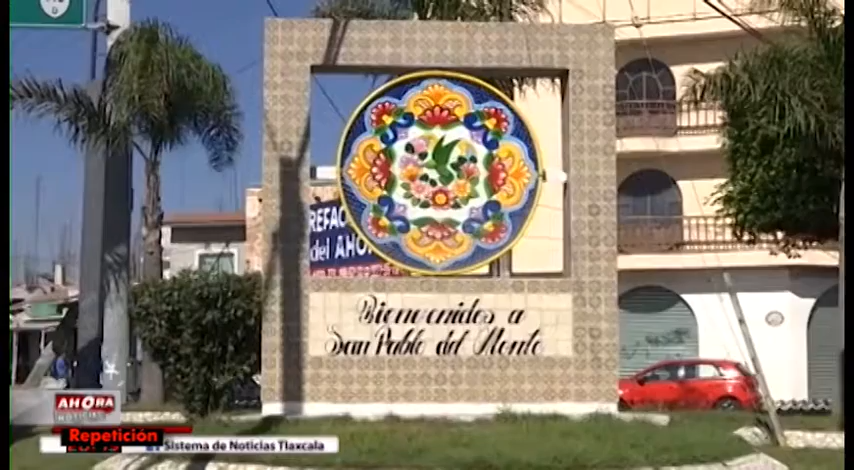 REFAC
del AHO
Bienvenidos a
San Pablo del Monte
AHORA
NOTICIAS
Repetición
Sistema de Noticias Tlaxcala